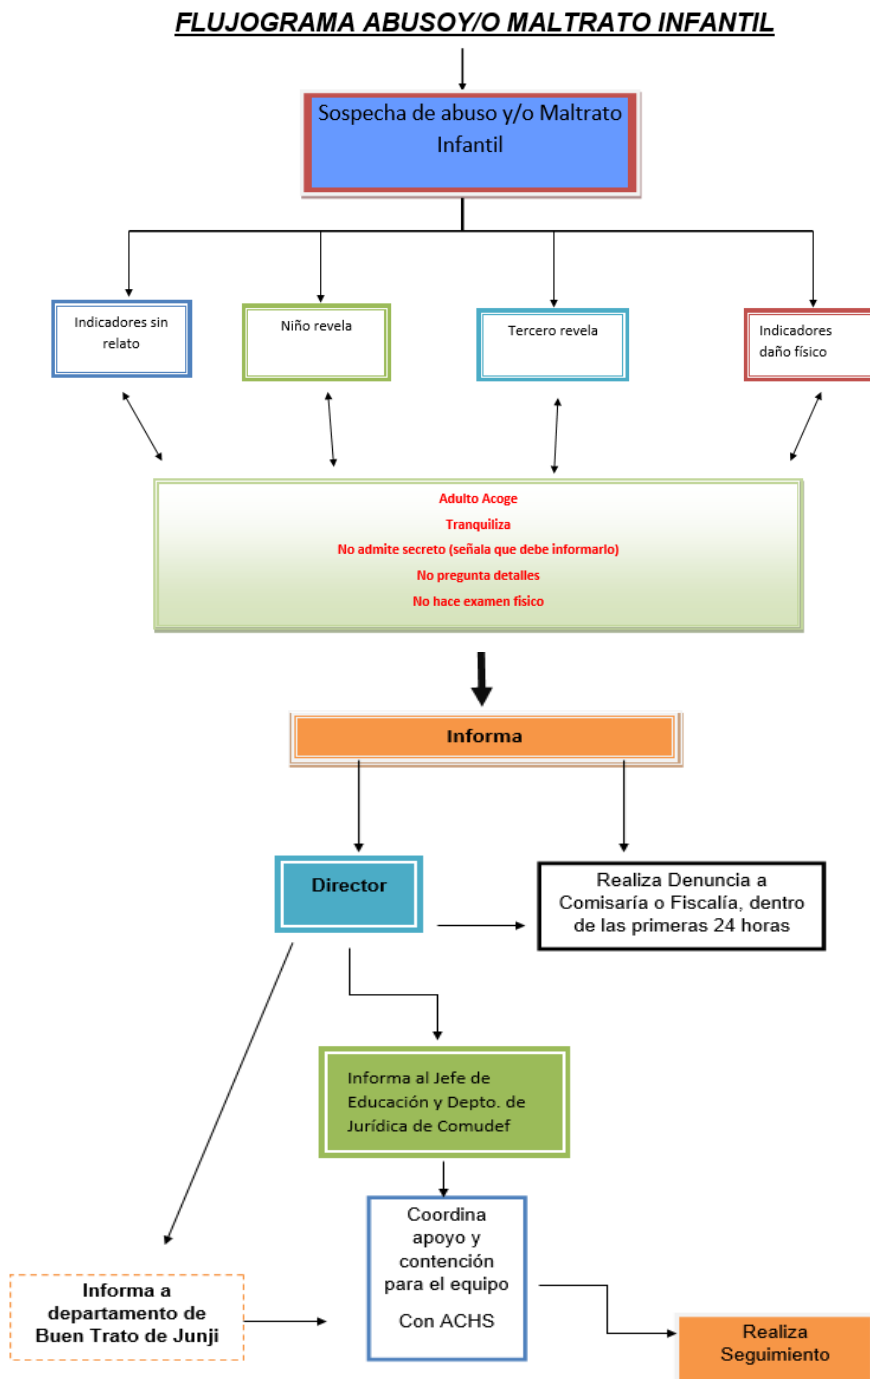 FLUJOGRAMA ABUSOY/O MALTRATO INFANTIL
Sospecha de abuso y/o Maltrato
Infantil
Indicadores sin
relato
Niño revela
Tercero revela
Indicadores
daño físico
Adulto Acoge
Tranquiliza
No admite secreto (señala que debe informarlo)
No pregunta detalles
No hace examen físico
Informa
Director
Realiza Denuncia a
Comisaría o Fiscalía, dentro
de las primeras 24 horas
Informa al Jefe de
Educación y Depto. de
Jurídica de Comudef
Coordina
apoyo y
contención
para el equipo
Con ACHS
Informa a
departamento de
Buen Trato de Junji
Realiza
Seguimiento